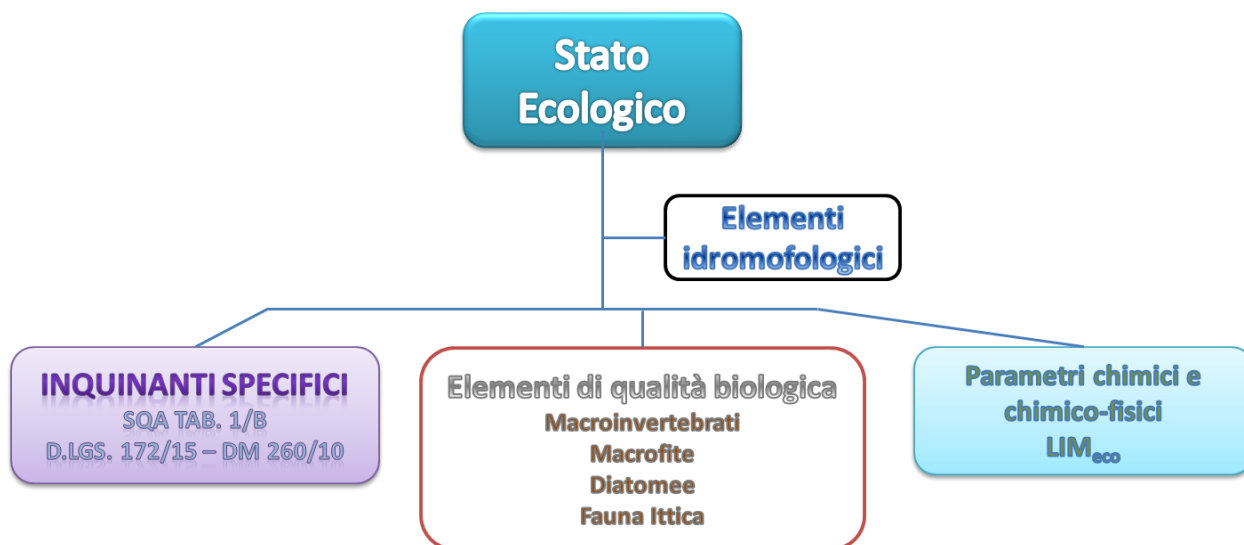 Stato
Ecologico
Elementi
idromofologici
INQUINANTI SPECIFICI
SQA TAB. 1/B
D.LGS. 172/15 – DM 260/10
Elementi di qualità biologica
Macroinvertebrati
Macrofite
Diatomee
Fauna Ittica
Parametri chimici e
chimico-fisici
LIMeco